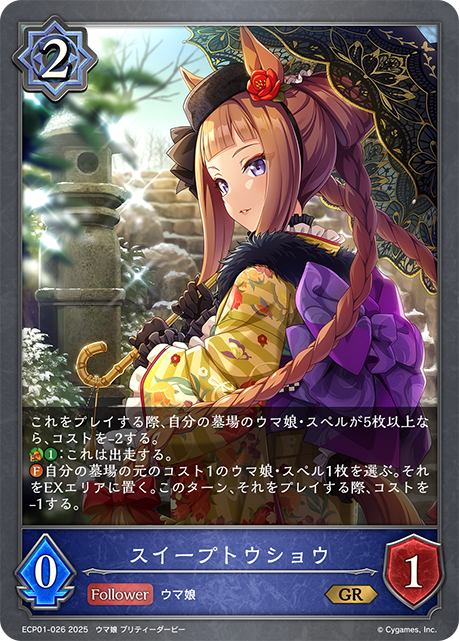 2
これをプレイする際、自分の墓場のウマ娘・スペルが5枚以上な
ら、コストを-2する。
1:これは出走する。
F 自分の墓場の元のコスト1のウマ娘・スペル1枚を選ぶ。それ
をEXエリアに置く。このターン、それをプレイする際、コストを
-1する。
スイープトウショウ
0
Follower ウマ娘
GR
1
ECP01-026 2025 ウマ娘 プリティーダービー
© Cygames, Inc.